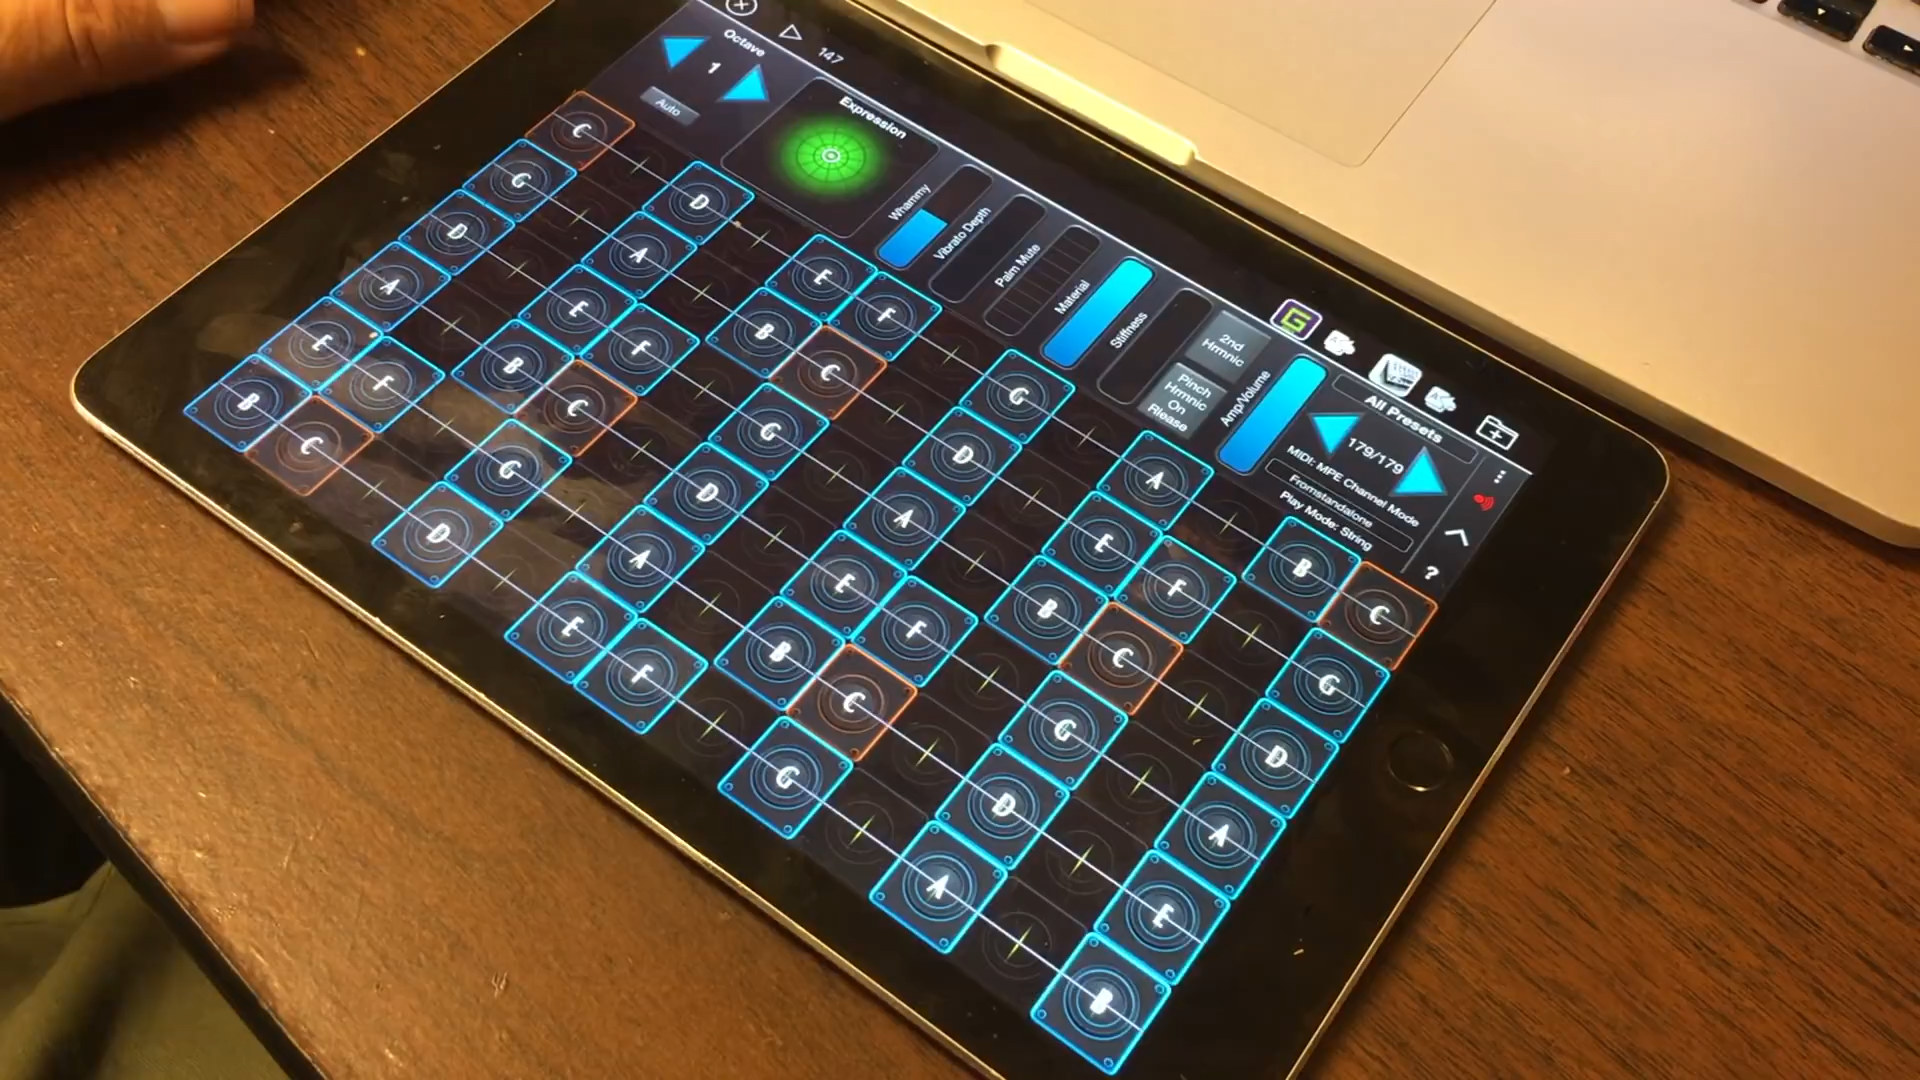 Octave
1
147
Auto
Expression
Whammy
Vibrato Depth
Palm Mute
Material
Stiffness
2nd
Hrmnic
Pinch
Hrmnic
On
Rlease
Amp/Volume
All Presets
179/179
MIDI: MPE Channel Mode
Fromstandalone
Play Mode: String
?
C D E F G A B C
G A B C D E F G
D E F G A B C D
A B C D E F G A
E F G A B C D E
B C D E F G A B